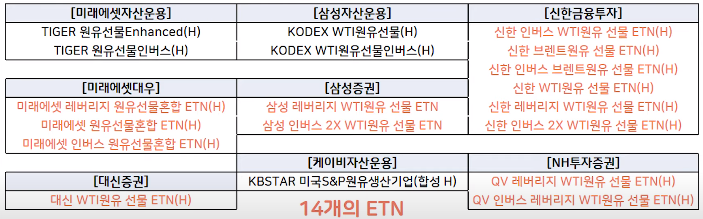 [미래에셋자산운용]
TIGER 원유선물Enhanced(H)
TIGER 원유선물인버스(H)
[삼성자산운용]
KODEX WTI원유선물(H)
KODEX WTI원유선물인버스(H)
[신한금융투자]
신한 인버스 WTI원유 선물 ETN(H)
신한 브렌트원유 선물 ETN(H)
신한 인버스 브렌트원유 선물 ETN(H)
신한 WTI원유 선물 ETN(H)
신한 레버리지 WTI원유 선물 ETN(H)
신한 인버스 2X WTI원유 선물 ETN(H)
[미래에셋대우]
미래에셋 레버리지 원유선물혼합 ETN(H)
미래에셋 원유선물혼합 ETN(H)
미래에셋 인버스 원유선물혼합 ETN(H)
[삼성증권]
삼성 레버리지 WTI원유 선물 ETN
삼성 인버스 2X WTI원유 선물 ETN
[대신증권]
대신 WTI원유 선물 ETN(H)
[케이비자산운용]
KBSTAR 미국S&P원유생산기업(합성 H)
[NH투자증권]
QV 레버리지 WTI원유 선물 ETN(H)
QV 인버스 레버리지 WTI원유 선물 ETN(H)
14개의 ETN